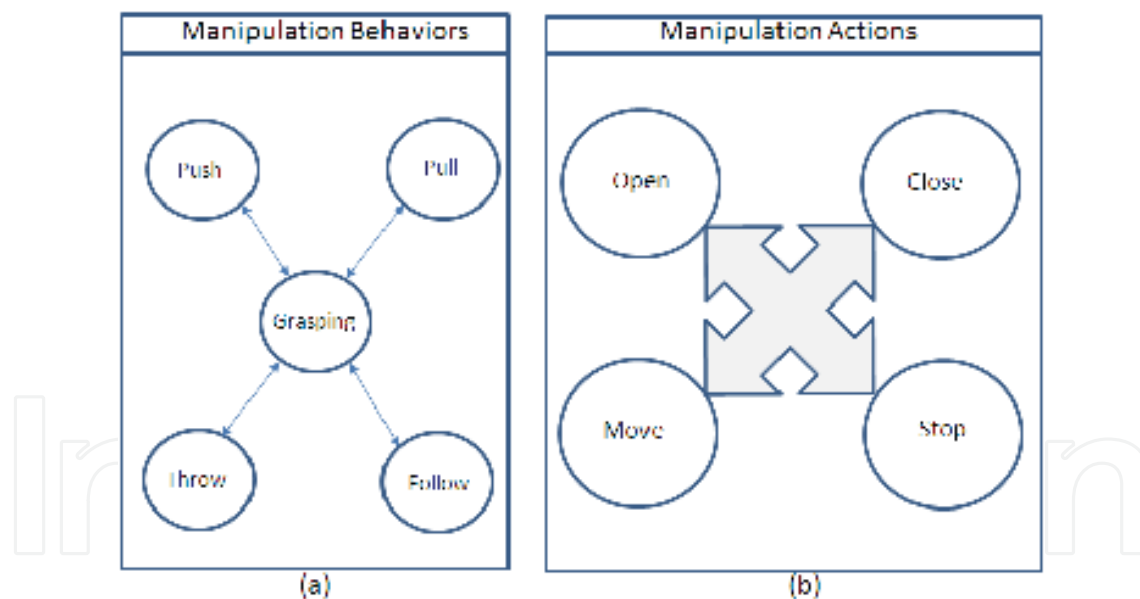 Manipulation Behaviors
Push
Pull
Grasping
Throw
Follow
(a)
Manipulation Actions
Open
Close
Move
Stop
(b)